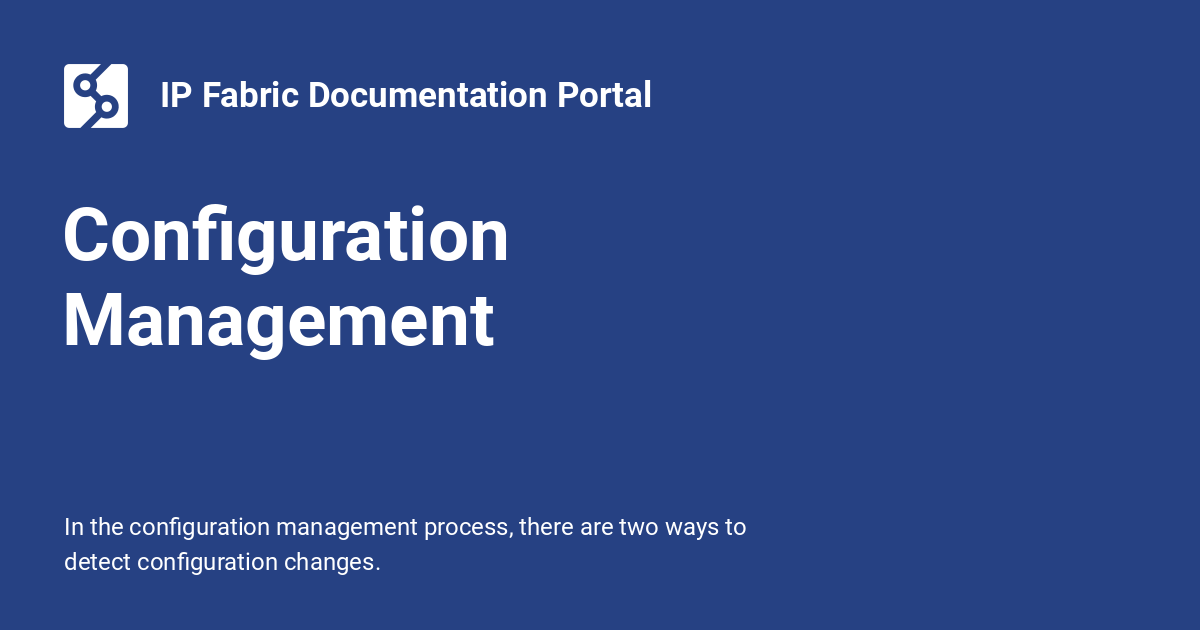 IP Fabric Documentation Portal
Configuration
Management
In the configuration management process, there are two ways to
detect configuration changes.